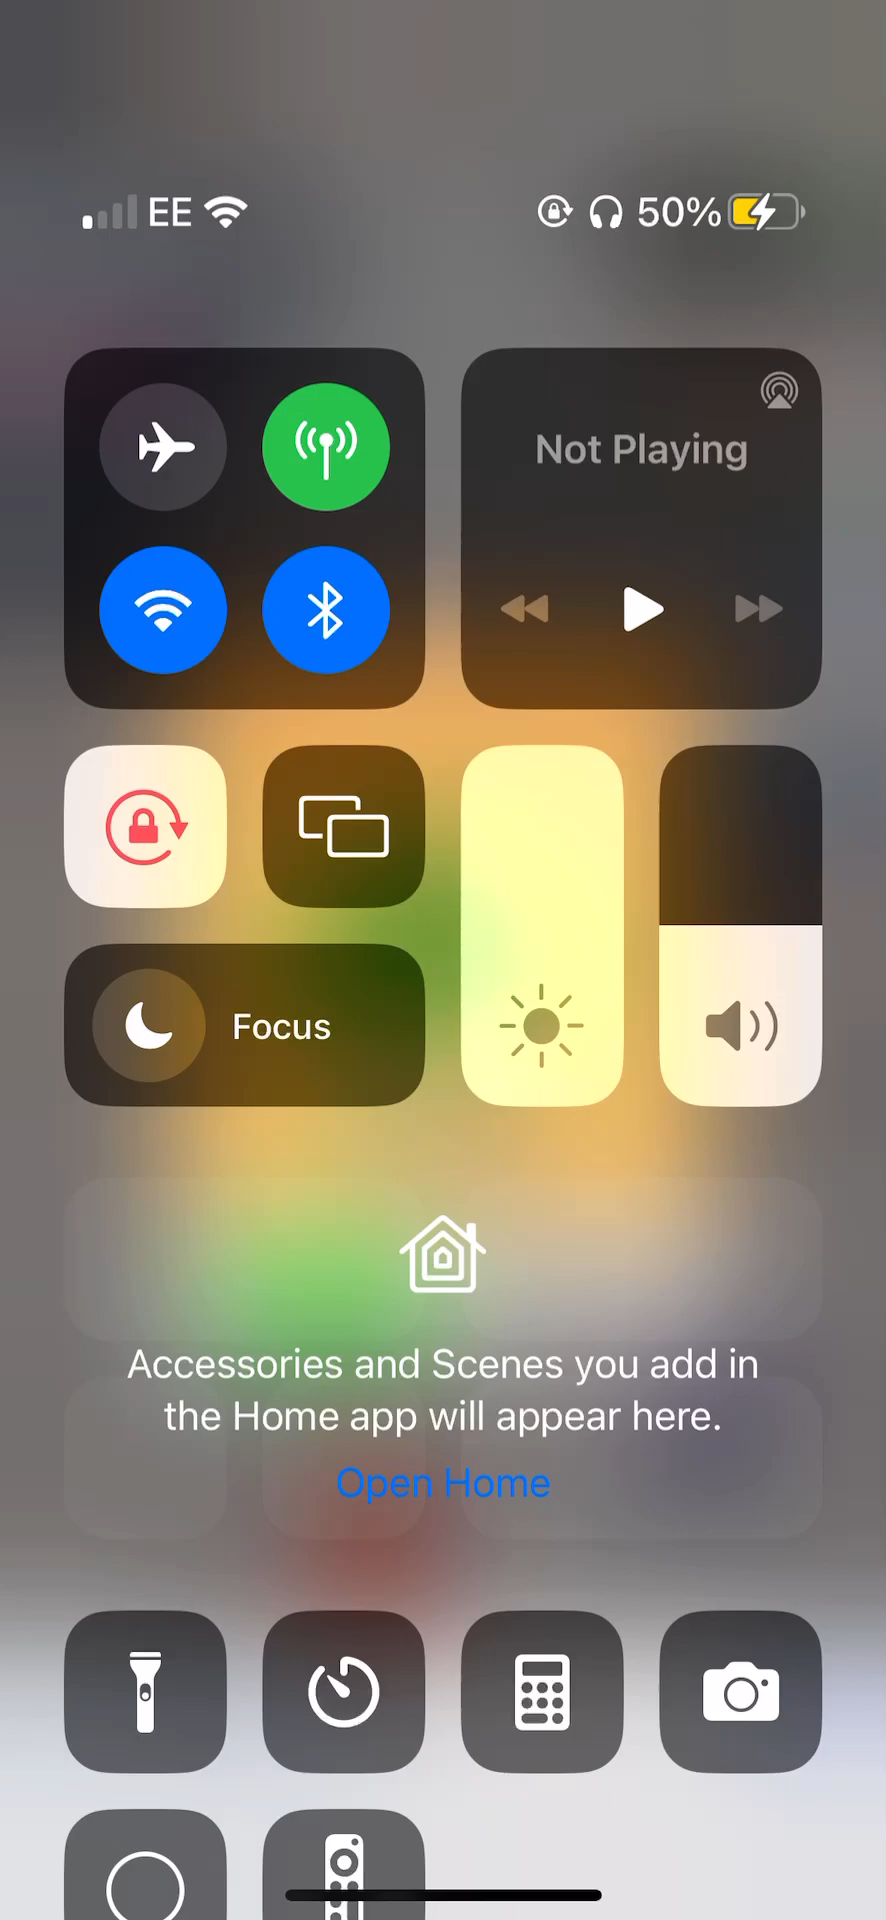 EE 50%
Not Playing
Focus
Accessories and Scenes you add in
the Home app will appear here.
Open Home